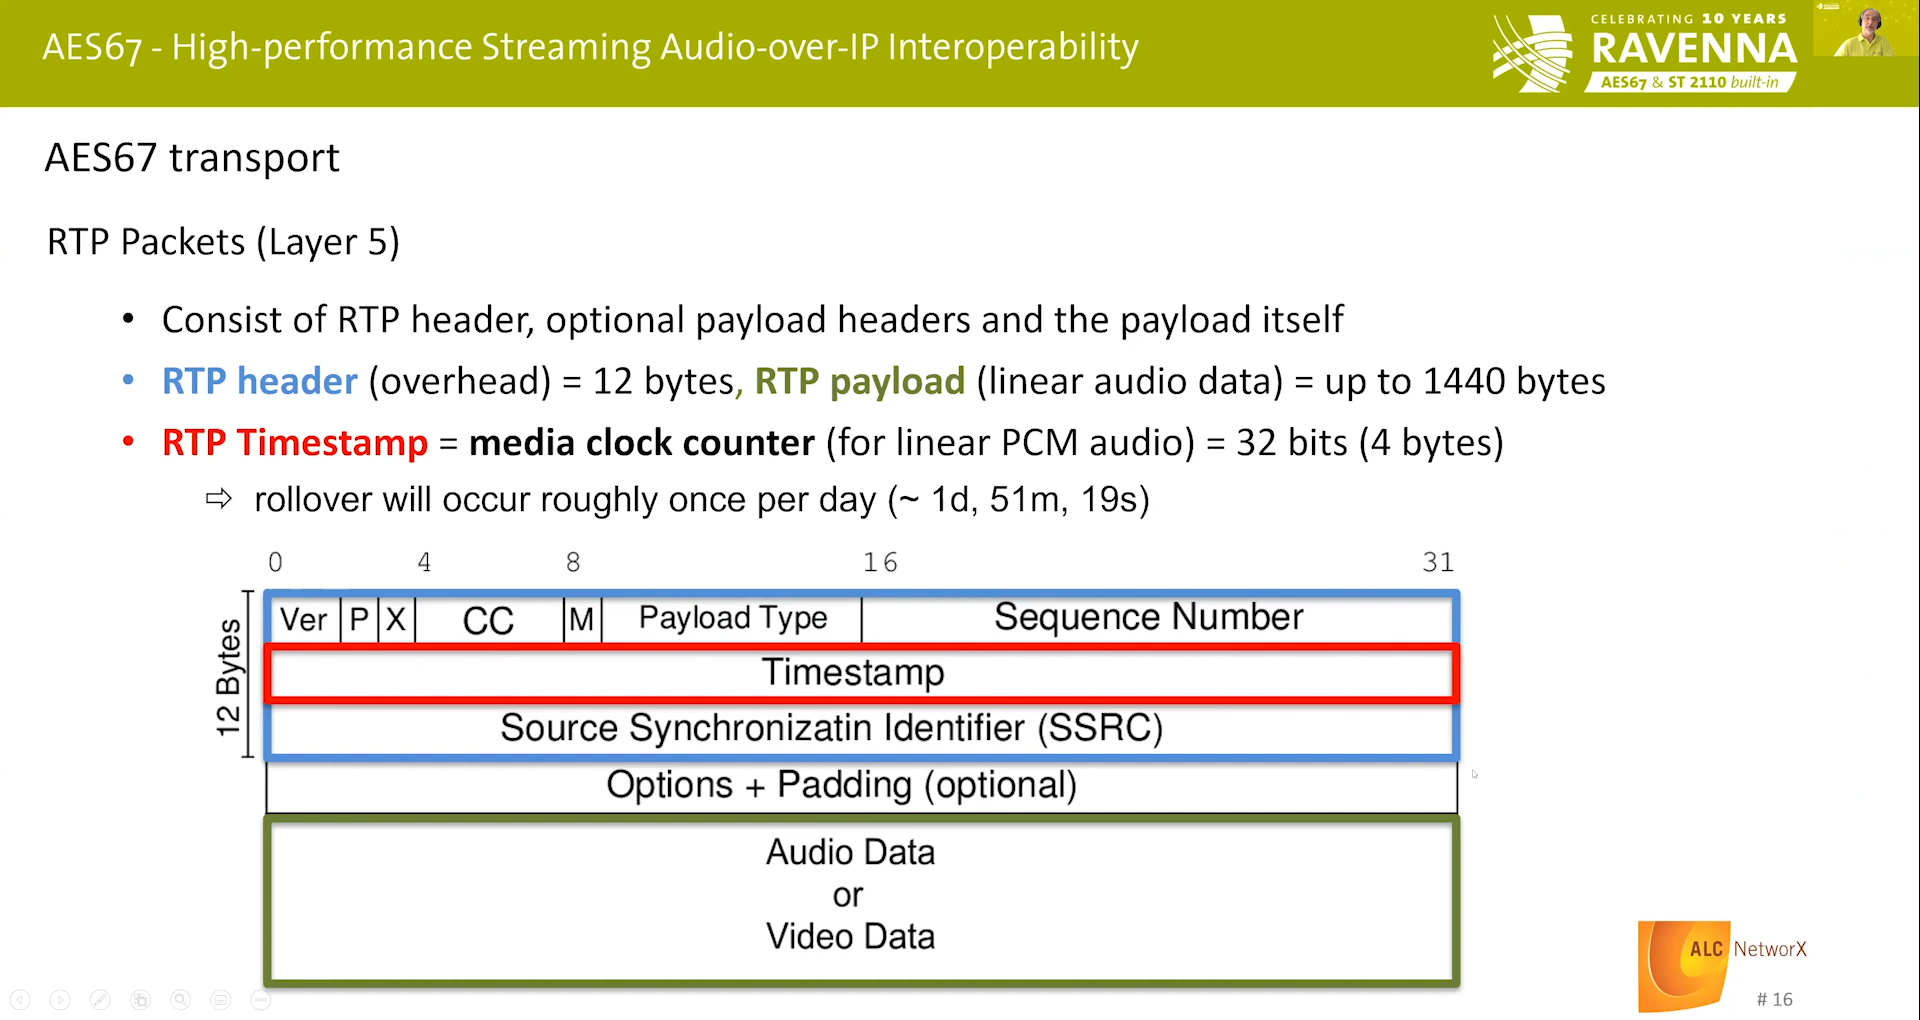 AES67 - High-performance Streaming Audio-over-IP Interoperability
CELEBRATING 10 YEARS
RAVENNA
AES67 & ST 2110 built-in
AES67 transport
RTP Packets (Layer 5)
• Consist of RTP header, optional payload headers and the payload itself
• RTP header (overhead) = 12 bytes, RTP payload (linear audio data) = up to 1440 bytes
• RTP Timestamp = media clock counter (for linear PCM audio) = 32 bits (4 bytes)
⇨ rollover will occur roughly once per day (~ 1d, 51m, 19s)
0 4 8 16 31
12 Bytes
Ver P X CC M Payload Type Sequence Number
Timestamp
Source Synchronizatin Identifier (SSRC)
Options + Padding (optional)
Audio Data
or
Video Data
ALC NetworX
# 16